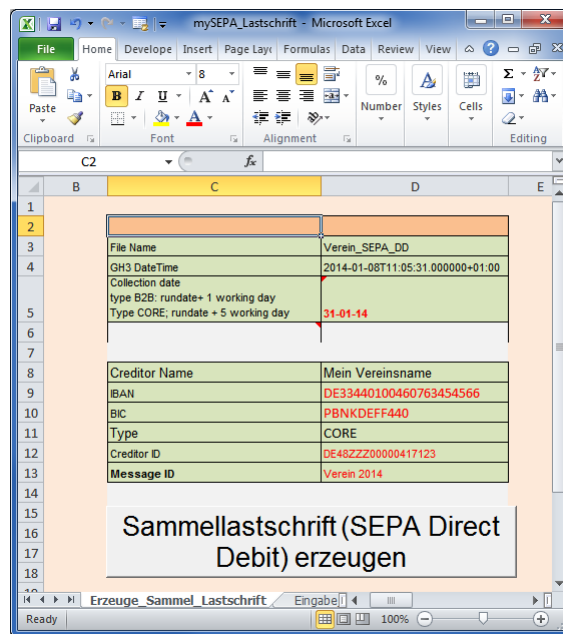 mySEPA_Lastschrift - Microsoft Excel
File Home Develope Insert Page Layo Formulas Data Review View
Paste
Arial 8
B I U A A
%
Number Styles Cells
Clipboard Font Alignment Editing
C2 fx
B C D E
1
2
3 File Name Verein_SEPA_DD
4 GH3 DateTime 2014-01-08T11:05:31.000000+01:00
Collection date
type B2B: rundate+ 1 working day
5 Type CORE; rundate + 5 working day 31-01-14
6
7
8 Creditor Name Mein Vereinsname
9 IBAN DE33440100460763454566
10 BIC PBNKDEFF440
11 Type CORE
12 Creditor ID DE48ZZZ00000417123
13 Message ID Verein 2014
14
15
16
17
18
Sammellastschrift (SEPA Direct
Debit) erzeugen
Erzeuge_Sammel_Lastschrift Eingabe
Ready 100%